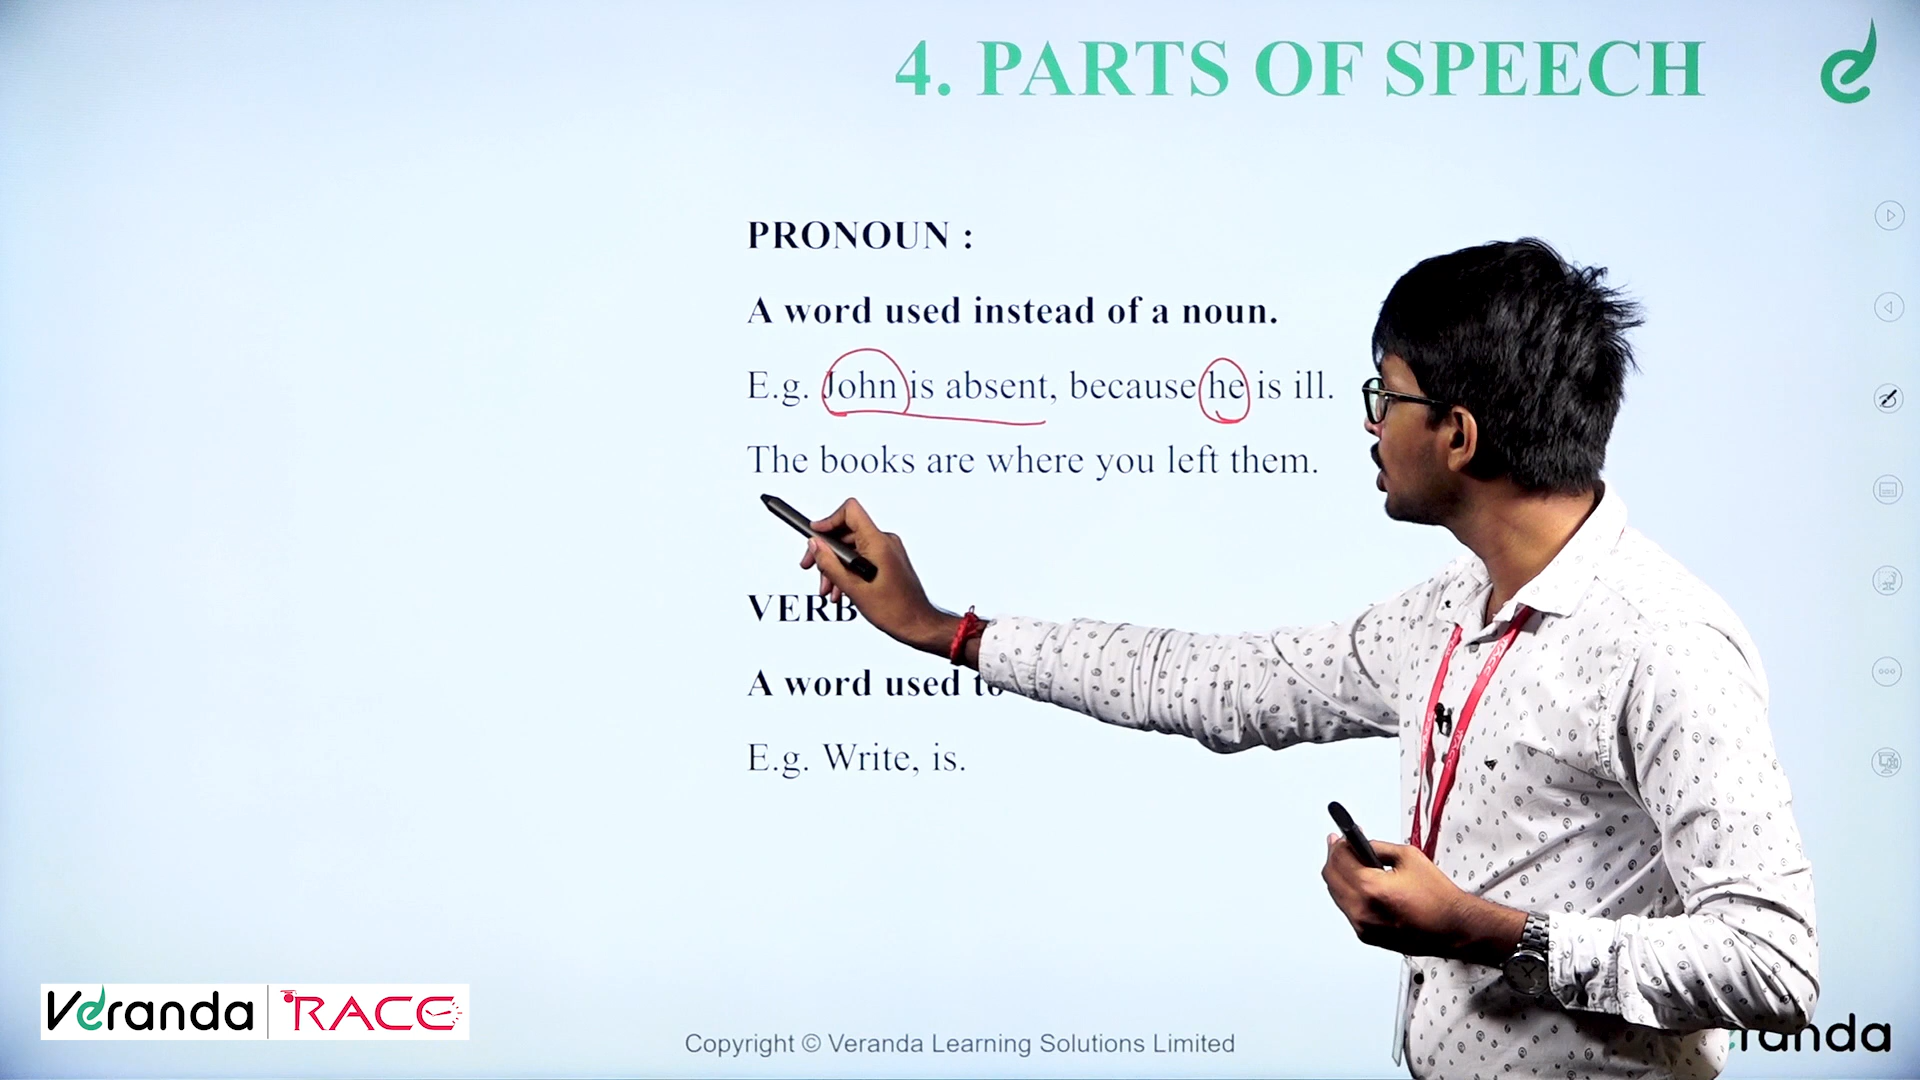 4. PARTS OF SPEECH
PRONOUN :
A word used instead of a noun.
E.g. John is absent, because he is ill.
The books are where you left them.
VERB
A word used to
E.g. Write, is.
Veranda RACE
Copyright © Veranda Learning Solutions Limited